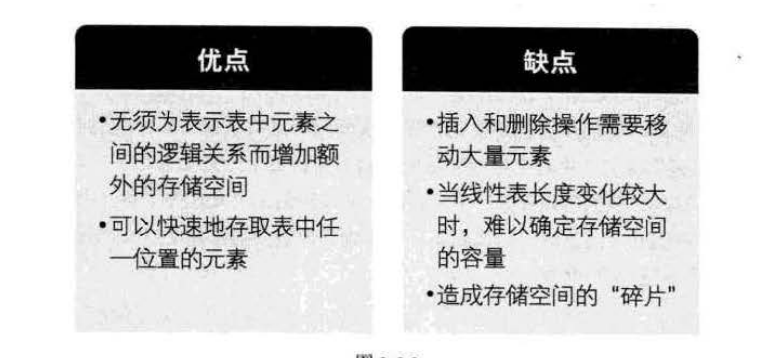 优点
•无须为表示表中元素之
间的逻辑关系而增加额
外的存储空间
•可以快速地存取表中任
一位置的元素
缺点
•插入和删除操作需要移
动大量元素
•当线性表长度变化较大
时，难以确定存储空间
的容量
•造成存储空间的“碎片”